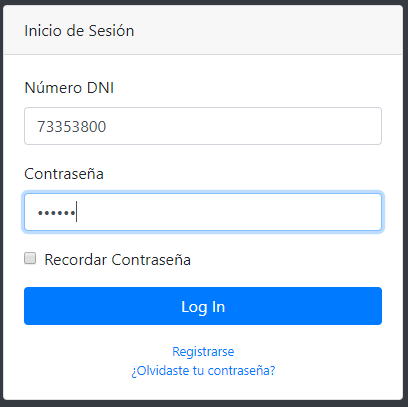 Inicio de Sesión
Número DNI
73353800
Contraseña
••••••
Recordar Contraseña
Log In
Registrarse
¿Olvidaste tu contraseña?